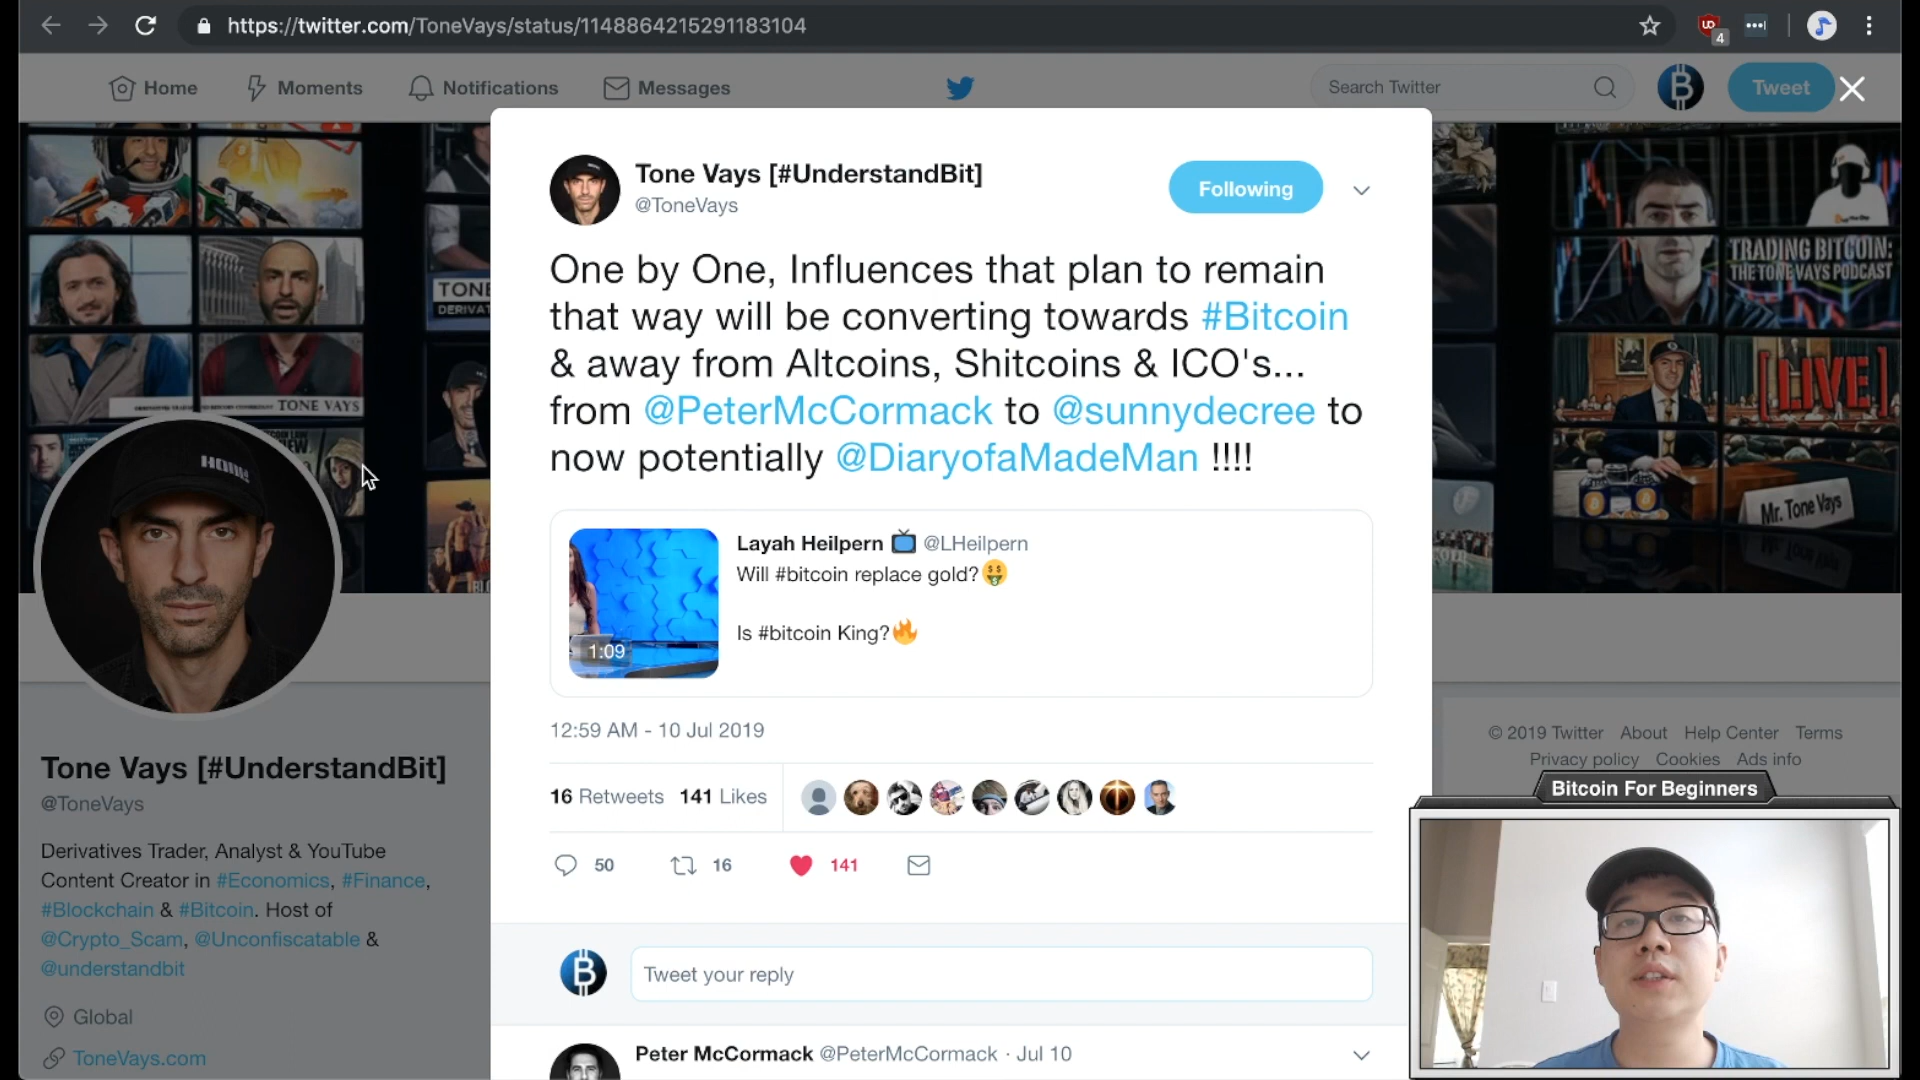 https://twitter.com/ToneVays/status/1148864215291183104
4
Home Moments Notifications Messages
Search Twitter
Tweet
Tone Vays [#UnderstandBit]
@ToneVays
Following
One by One, Influences that plan to remain
that way will be converting towards #Bitcoin
& away from Altcoins, Shitcoins & ICO's...
from @PeterMcCormack to @sunnydecree to
now potentially @DiaryofaMadeMan !!!!
Layah Heilpern @LHeilpern
Will #bitcoin replace gold?
Is #bitcoin King?
1:09
12:59 AM - 10 Jul 2019
16 Retweets 141 Likes
50 16 141
Tweet your reply
Peter McCormack @PeterMcCormack · Jul 10
TONE
DERIVAT
TONE VAYS
TRADING BITCOIN:
THE TONE VAYS PODCAST
[LIVE]
Mr. Tone Vays
Tone Vays [#UnderstandBit]
@ToneVays
Derivatives Trader, Analyst & YouTube
Content Creator in #Economics, #Finance,
#Blockchain & #Bitcoin. Host of
@Crypto_Scam, @Unconfiscatable &
@understandbit
Global
ToneVays.com
© 2019 Twitter About Help Center Terms
Privacy policy Cookies Ads info
Bitcoin For Beginners